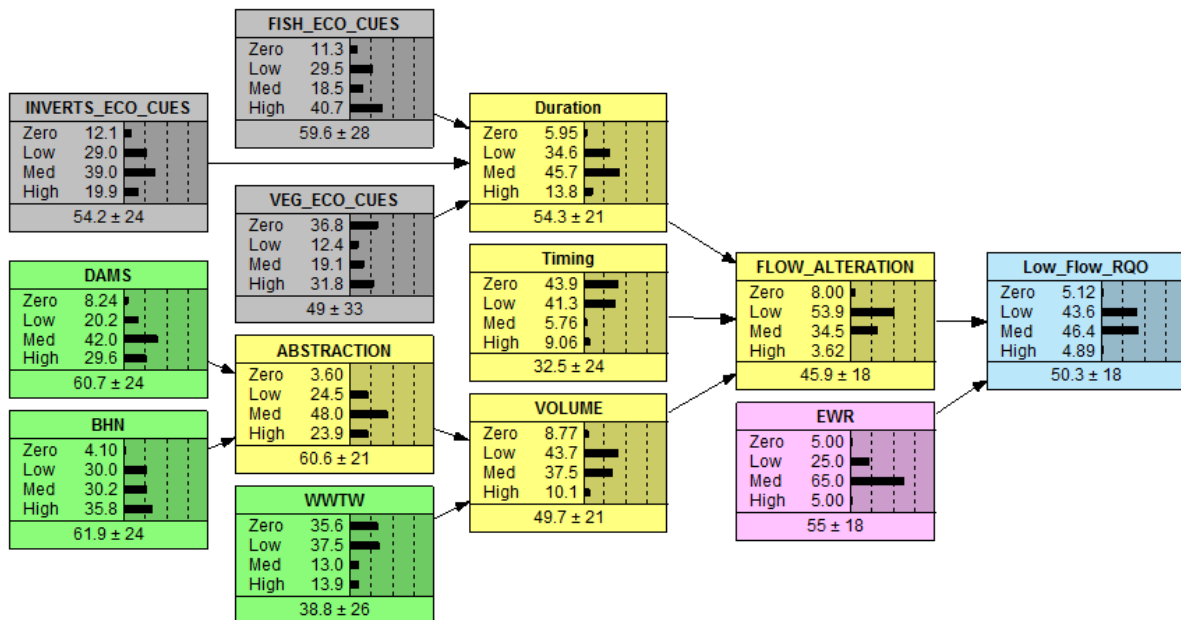 FISH_ECO_CUES
Zero 11.3
Low 29.5
Med 18.5
High 40.7
59.6 ± 28
INVERTS_ECO_CUES
Zero 12.1
Low 29.0
Med 39.0
High 19.9
54.2 ± 24
Duration
Zero 5.95
Low 34.6
Med 45.7
High 13.8
54.3 ± 21
VEG_ECO_CUES
Zero 36.8
Low 12.4
Med 19.1
High 31.8
49 ± 33
DAMS
Zero 8.24
Low 20.2
Med 42.0
High 29.6
60.7 ± 24
Timing
Zero 43.9
Low 41.3
Med 5.76
High 9.06
32.5 ± 24
FLOW_ALTERATION
Zero 8.00
Low 53.9
Med 34.5
High 3.62
45.9 ± 18
Low_Flow_RQO
Zero 5.12
Low 43.6
Med 46.4
High 4.89
50.3 ± 18
ABSTRACTION
Zero 3.60
Low 24.5
Med 48.0
High 23.9
60.6 ± 21
BHN
Zero 4.10
Low 30.0
Med 30.2
High 35.8
61.9 ± 24
VOLUME
Zero 8.77
Low 43.7
Med 37.5
High 10.1
49.7 ± 21
EWR
Zero 5.00
Low 25.0
Med 65.0
High 5.00
55 ± 18
WWTW
Zero 35.6
Low 37.5
Med 13.0
High 13.9
38.8 ± 26